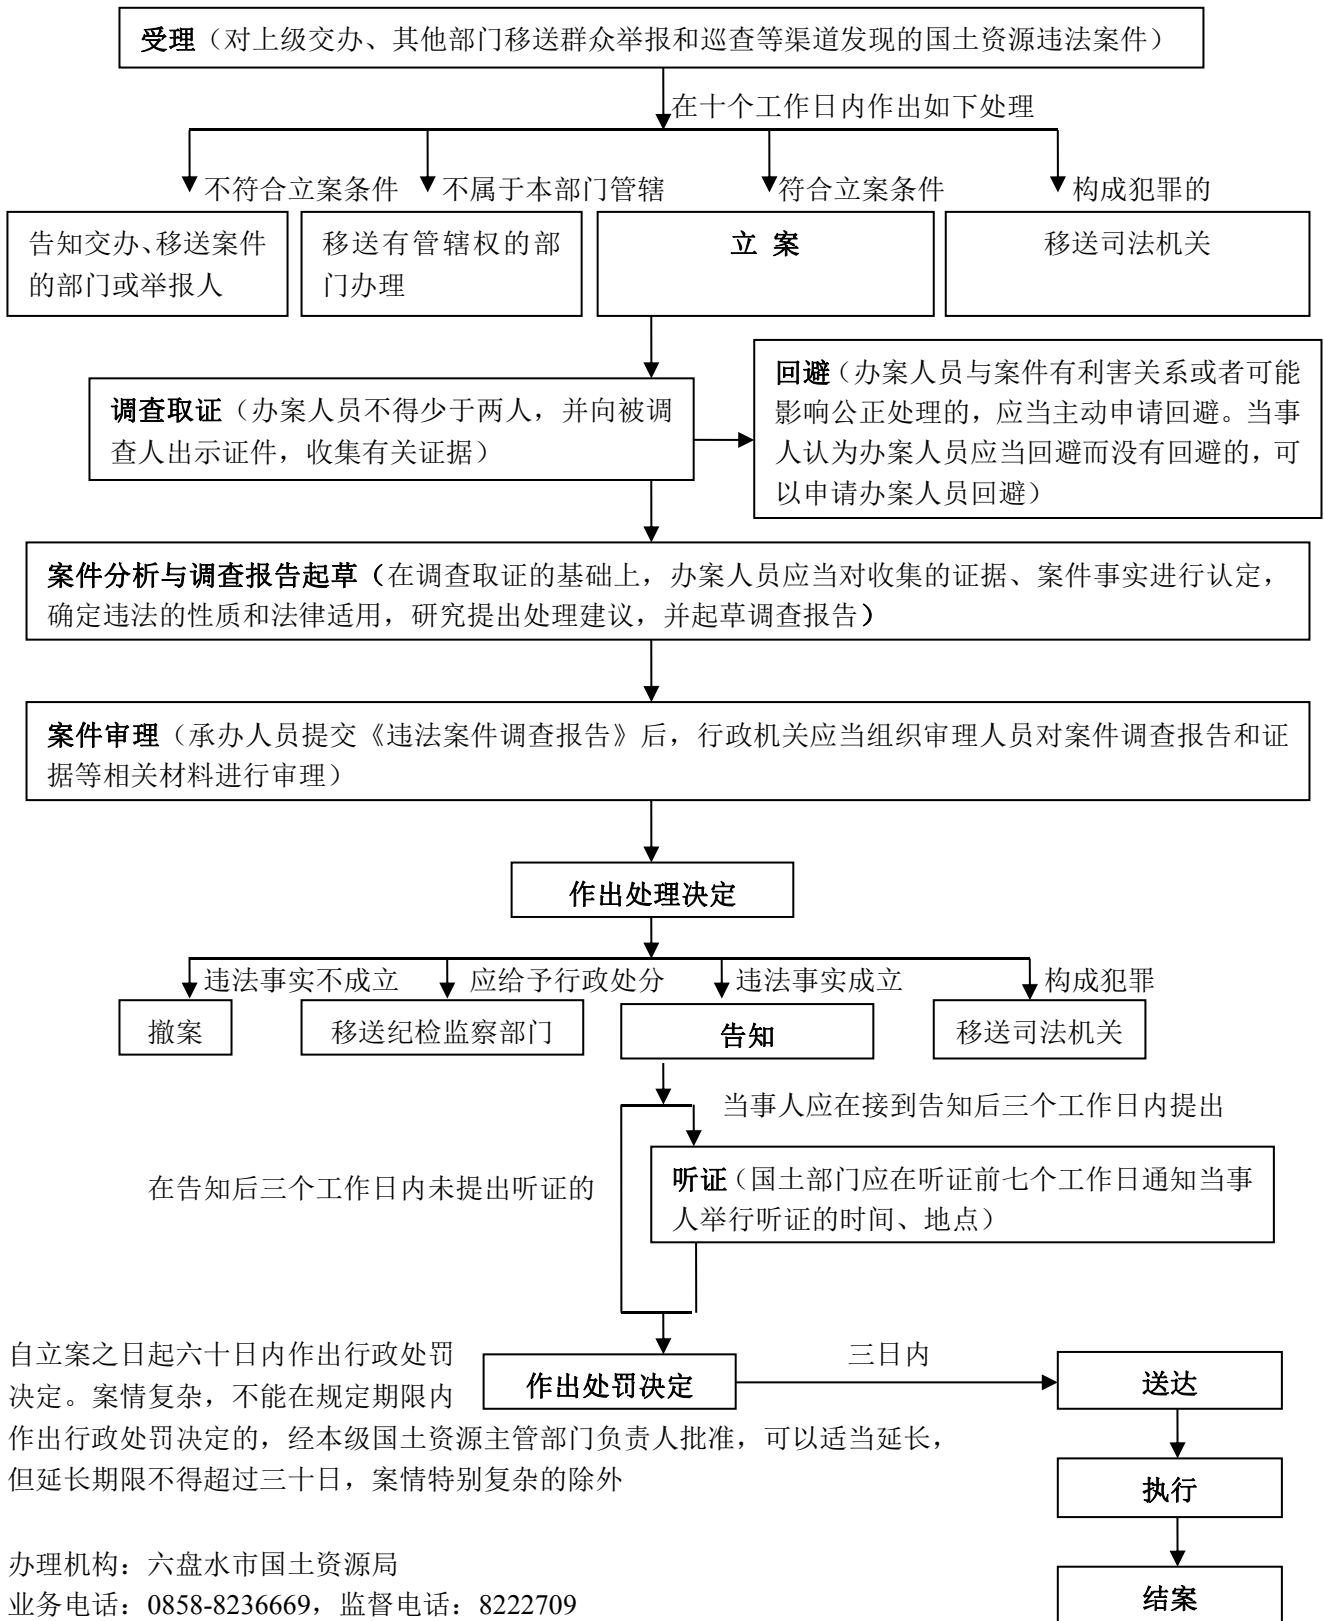 受理（对上级交办、其他部门移送群众举报和巡查等渠道发现的国土资源违法案件）
在十个工作日内作出如下处理
不符合立案条件
不属于本部门管辖
符合立案条件
构成犯罪的
告知交办、移送案件
的部门或举报人
移送有管辖权的部
门办理
立 案
移送司法机关
回避（办案人员与案件有利害关系或者可能
影响公正处理的，应当主动申请回避。当事
人认为办案人员应当回避而没有回避的，可
以申请办案人员回避）
调查取证（办案人员不得少于两人，并向被调
查人出示证件，收集有关证据）
案件分析与调查报告起草（在调查取证的基础上，办案人员应当对收集的证据、案件事实进行认定，
确定违法的性质和法律适用，研究提出处理建议，并起草调查报告）
案件审理（承办人员提交《违法案件调查报告》后，行政机关应当组织审理人员对案件调查报告和证
据等相关材料进行审理）
作出处理决定
违法事实不成立
应给予行政处分
违法事实成立
构成犯罪
撤案
移送纪检监察部门
告知
移送司法机关
当事人应在接到告知后三个工作日内提出
在告知后三个工作日内未提出听证的
听证（国土部门应在听证前七个工作日通知当事
人举行听证的时间、地点）
作出处罚决定
三日内
送达
执行
结案
自立案之日起六十日内作出行政处罚
决定。案情复杂，不能在规定期限内
作出行政处罚决定的，经本级国土资源主管部门负责人批准，可以适当延长，
但延长期限不得超过三十日，案情特别复杂的除外
办理机构：六盘水市国土资源局
业务电话：0858-8236669，监督电话：8222709